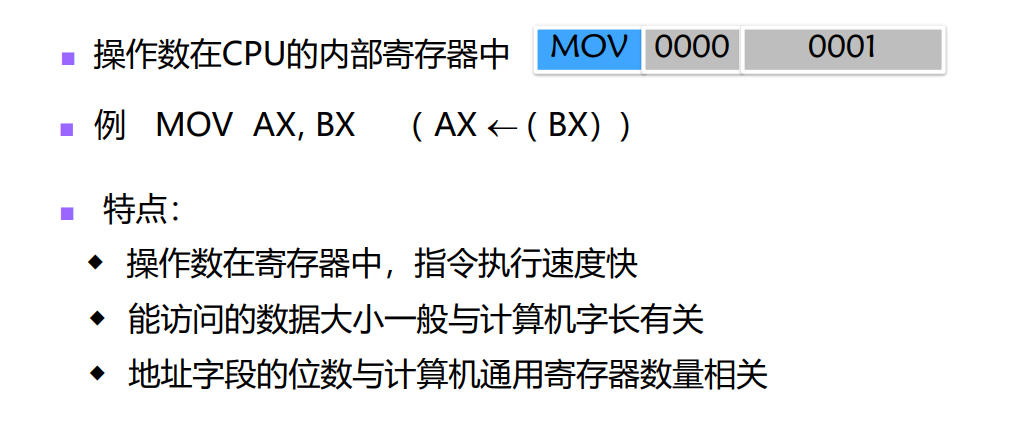 操作数在CPU的内部寄存器中 MOV 0000 0001
例 MOV AX, BX （ AX ←（ BX））
特点：
操作数在寄存器中，指令执行速度快
能访问的数据大小一般与计算机字长有关
地址字段的位数与计算机通用寄存器数量相关